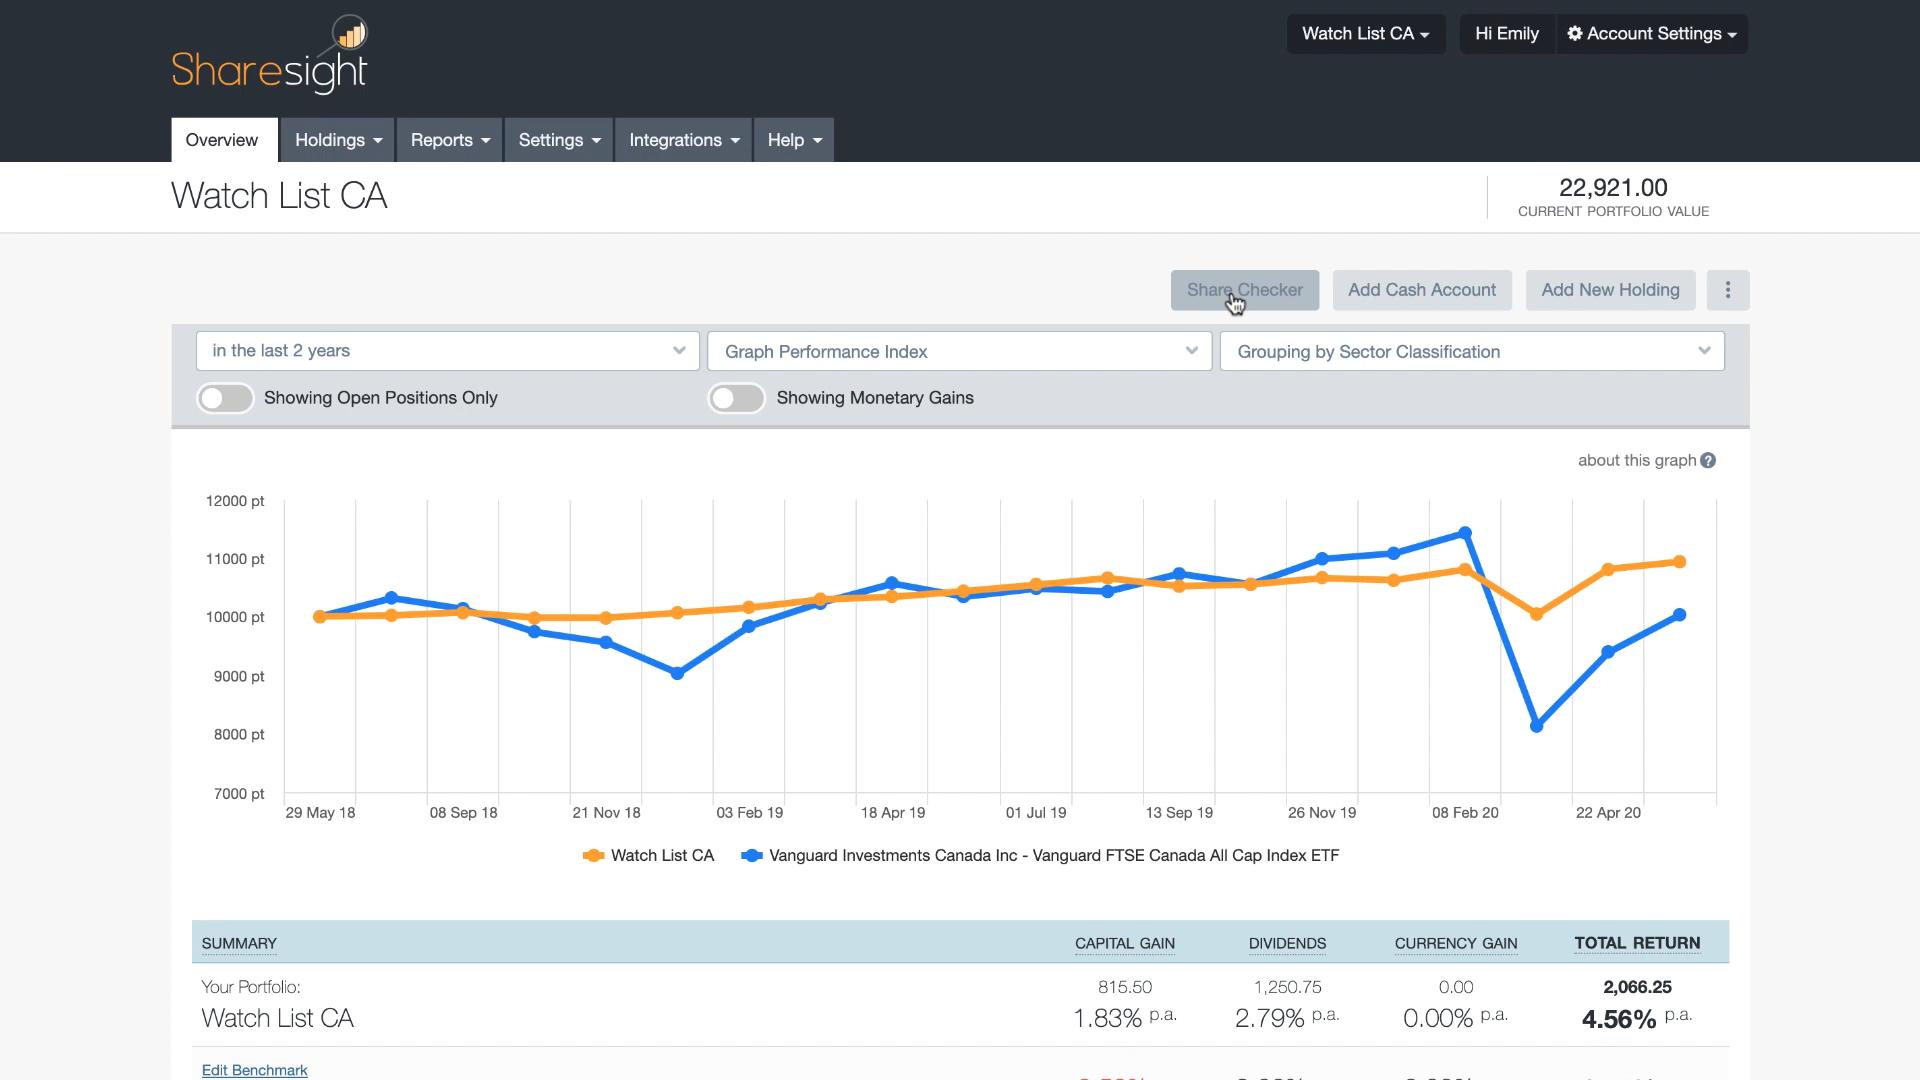 Sharesight
Watch List CA
Hi Emily
Account Settings
Overview
Holdings
Reports
Settings
Integrations
Help
Watch List CA
22,921.00
CURRENT PORTFOLIO VALUE
Share Checker
Add Cash Account
Add New Holding
in the last 2 years
Graph Performance Index
Grouping by Sector Classification
Showing Open Positions Only
Showing Monetary Gains
about this graph ?
12000 pt
11000 pt
10000 pt
9000 pt
8000 pt
7000 pt
29 May 18
08 Sep 18
21 Nov 18
03 Feb 19
18 Apr 19
01 Jul 19
13 Sep 19
26 Nov 19
08 Feb 20
22 Apr 20
Watch List CA
Vanguard Investments Canada Inc - Vanguard FTSE Canada All Cap Index ETF
SUMMARY CAPITAL GAIN DIVIDENDS CURRENCY GAIN TOTAL RETURN
Your Portfolio: 815.50 1,250.75 0.00 2,066.25
Watch List CA 1.83% p.a. 2.79% p.a. 0.00% p.a. 4.56% p.a.
Edit Benchmark